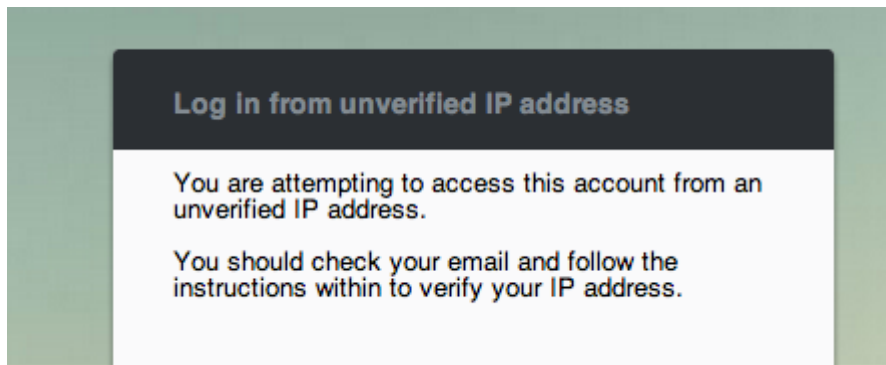 Log in from unverified IP address
You are attempting to access this account from an
unverified IP address.
You should check your email and follow the
instructions within to verify your IP address.